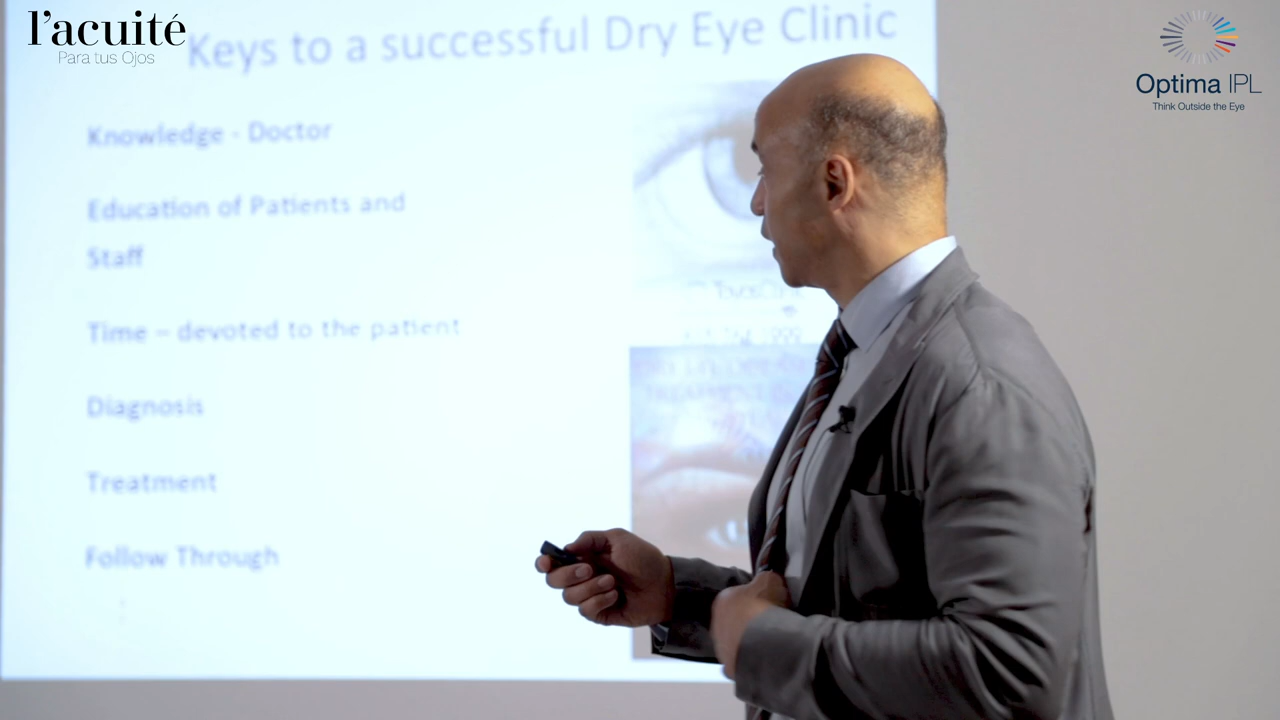 l'acuité
Para tus Ojos
Optima IPL
Think Outside the Eye
Keys to a successful Dry Eye Clinic
Knowledge - Doctor
Education of Patients and
Staff
Time – devoted to the patient
Diagnosis
Treatment
Follow Through